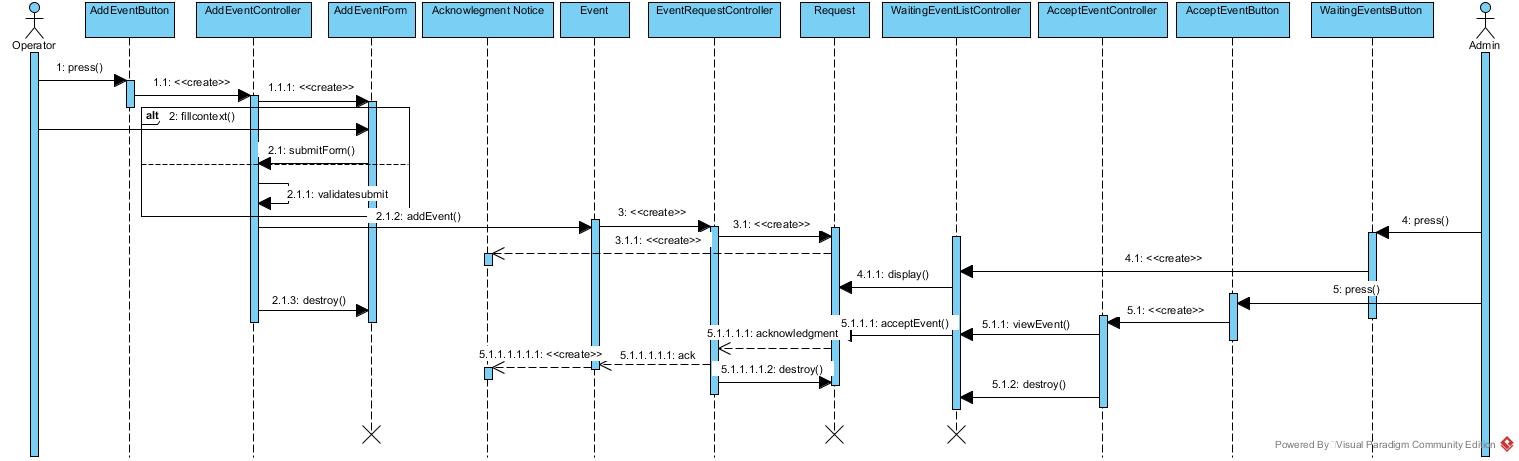 AddEventButton
AddEventController
AddEventForm
Acknowlegment Notice
Event
EventRequestController
Request
WaitingEventListController
AcceptEventController
AcceptEventButton
WaitingEventsButton
Operator
Admin
1: press()
1.1: <<create>>
1.1.1: <<create>>
alt
2: fillcontext()
2.1: submitForm()
2.1.1: validatesubmit
2.1.2: addEvent()
3: <<create>>
3.1: <<create>>
4: press()
3.1.1: <<create>>
4.1: <<create>>
4.1.1: display()
5: press()
2.1.3: destroy()
5.1: <<create>>
5.1.1.1: acceptEvent()
5.1.1: viewEvent()
5.1.1.1.1: acknowledgment
5.1.1.1.1.1.1: <<create>>
5.1.1.1.1.1: ack
5.1.1.1.1.2: destroy()
5.1.2: destroy()
Powered By Visual Paradigm Community Edition